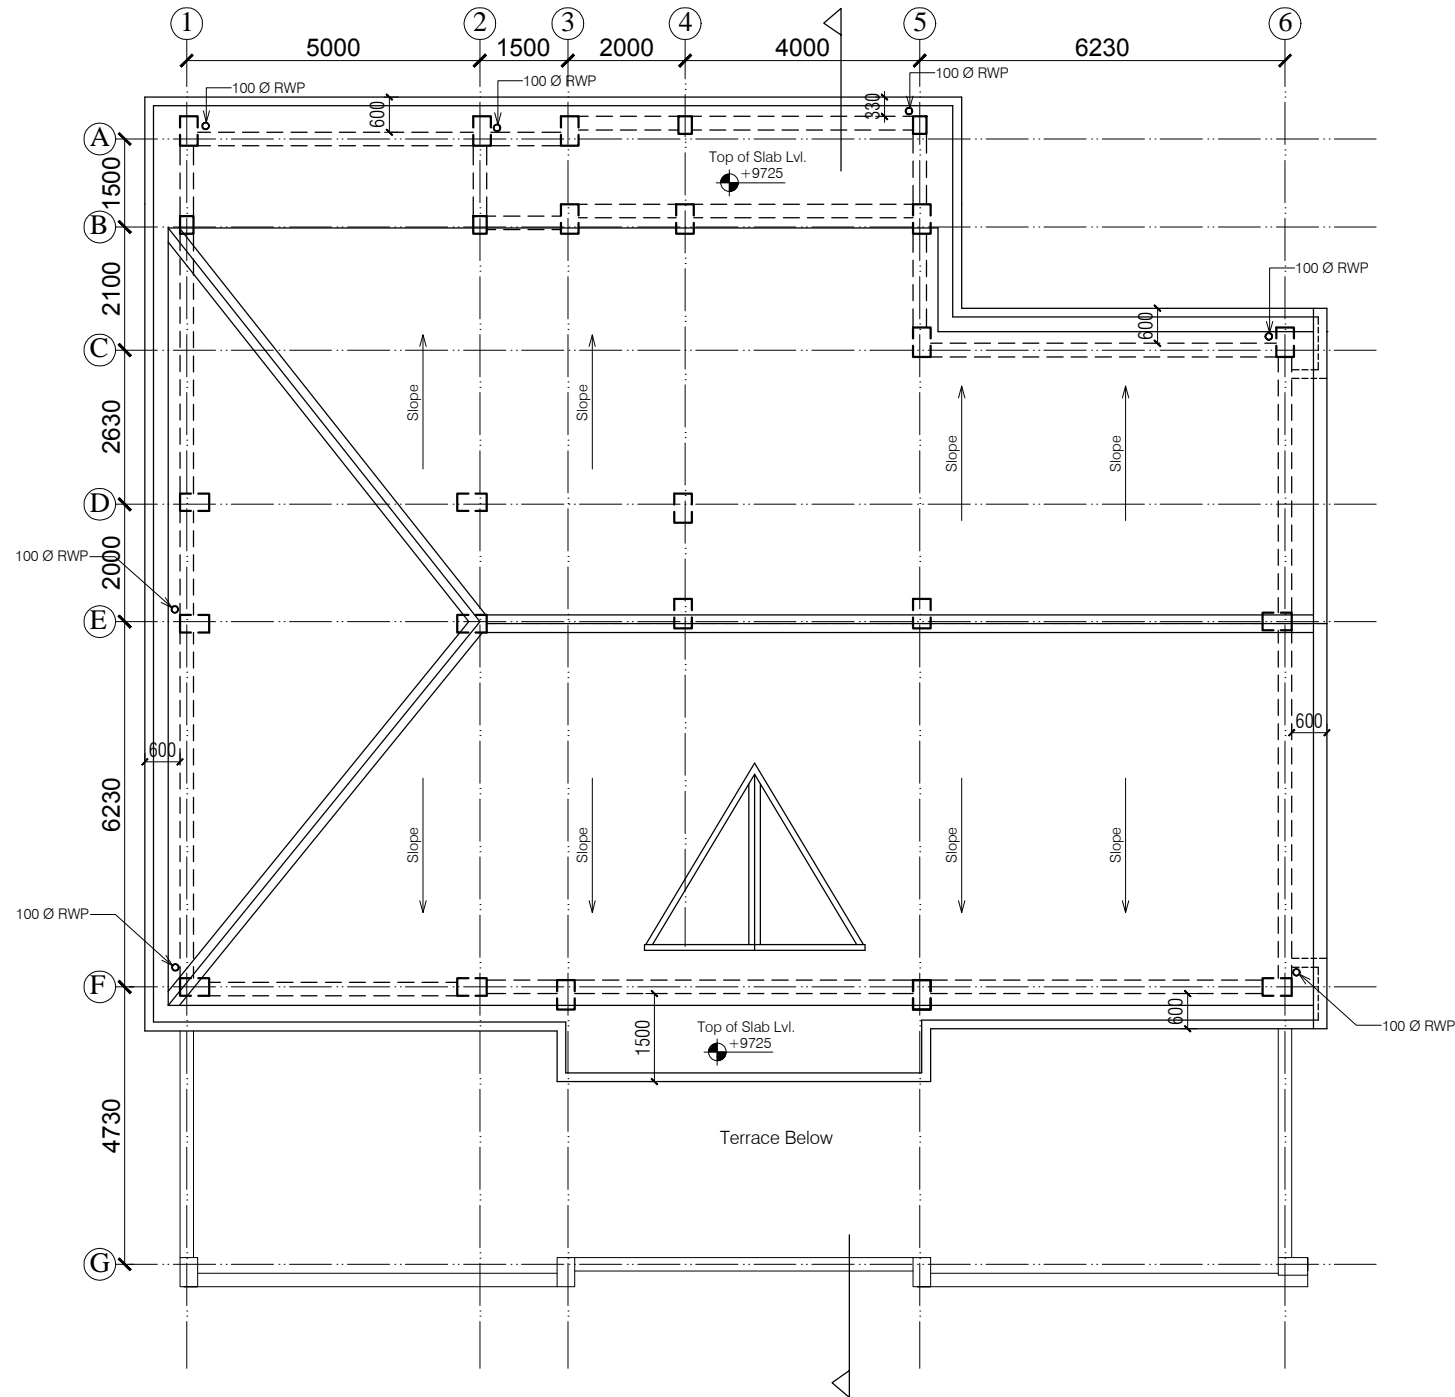 1 2 3 4 5 6
5000 1500 2000 4000 6230
100 Ø RWP
100 Ø RWP
100 Ø RWP
600
330
A
1500
Top of Slab Lvl.
+9725
B
2100
100 Ø RWP
600
C
2630
Slope
Slope
Slope
Slope
D
100 Ø RWP
2000
E
600
600
6230
Slope
Slope
Slope
Slope
100 Ø RWP
F
600
100 Ø RWP
1500
Top of Slab Lvl.
+9725
4730
Terrace Below
G